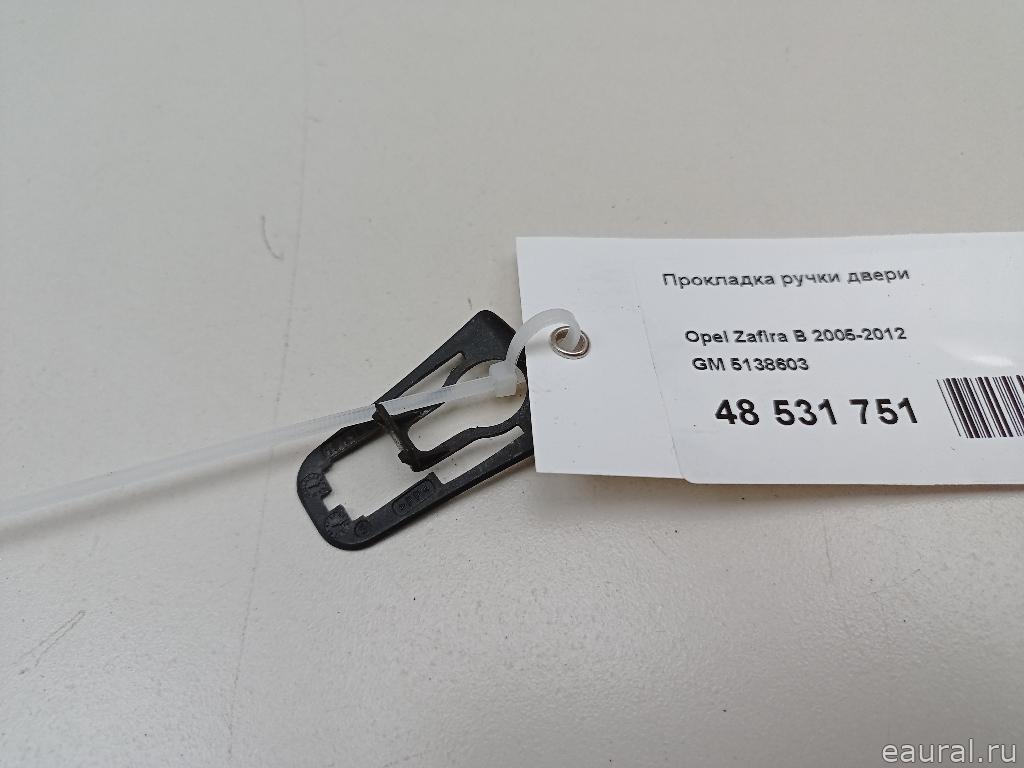 Прокладка ручки двери
Opel Zafira B 2005-2012
GM 5138603
48 531 751
eaural.ru